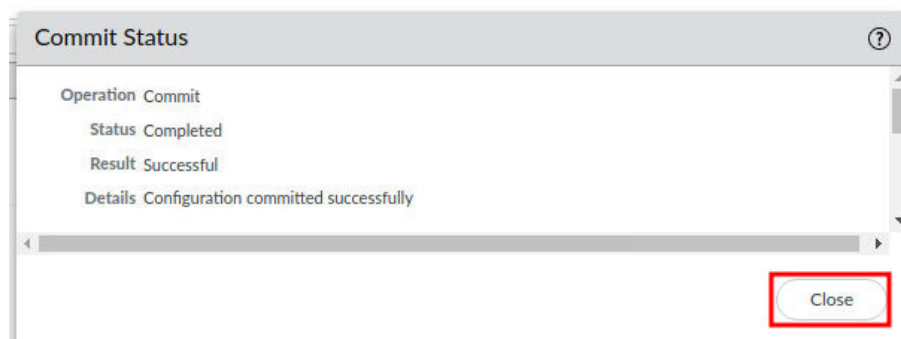 Commit Status
Operation Commit
Status Completed
Result Successful
Details Configuration committed successfully
Close